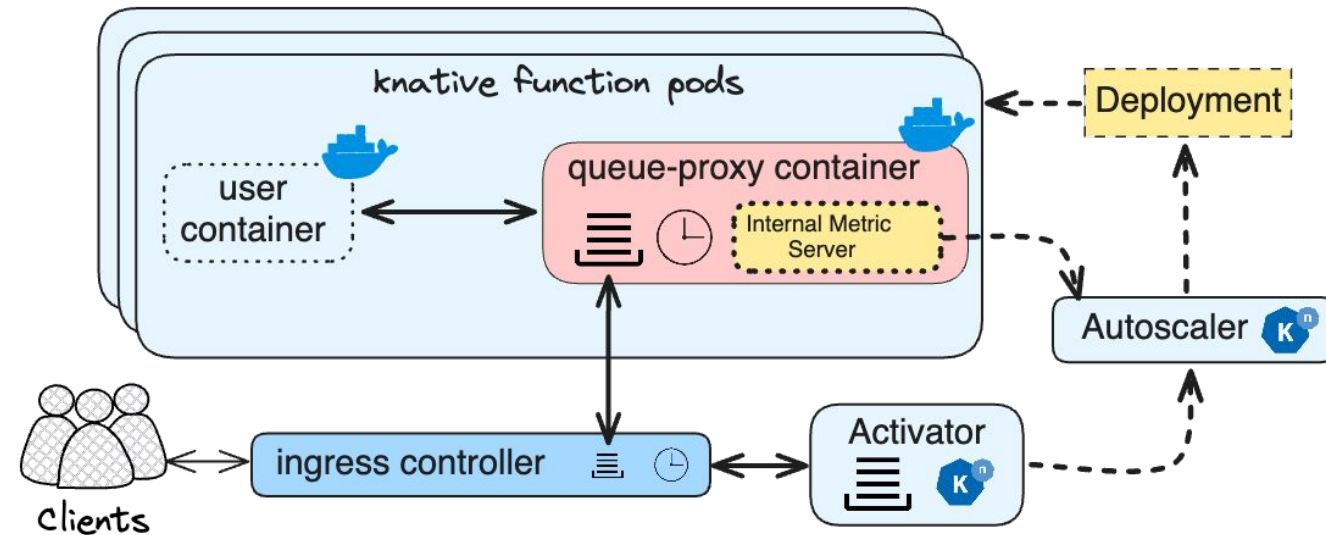 knative function pods
Deployment
user
container
queue-proxy container
Internal Metric
Server
Autoscaler
K
n
Activator
K
n
ingress controller
Clients